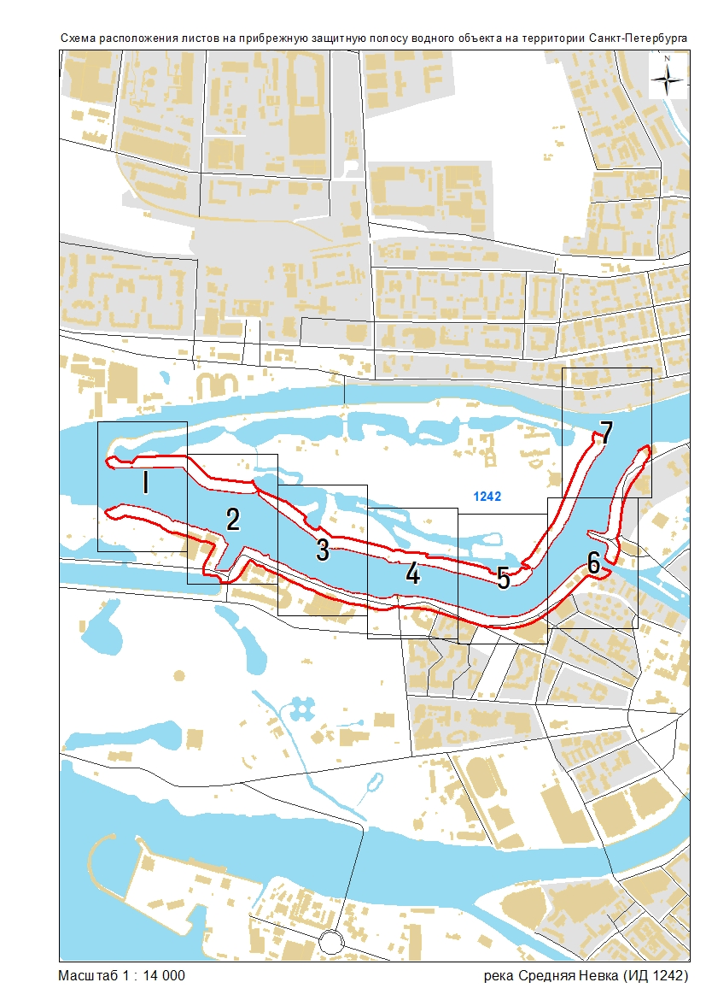 Схема расположения листов на прибрежную защитную полосу водного объекта на территории Санкт-Петербурга
N
7
1
1242
2
3
4
5
6
Масштаб 1 : 14 000
река Средняя Невка (ИД 1242)